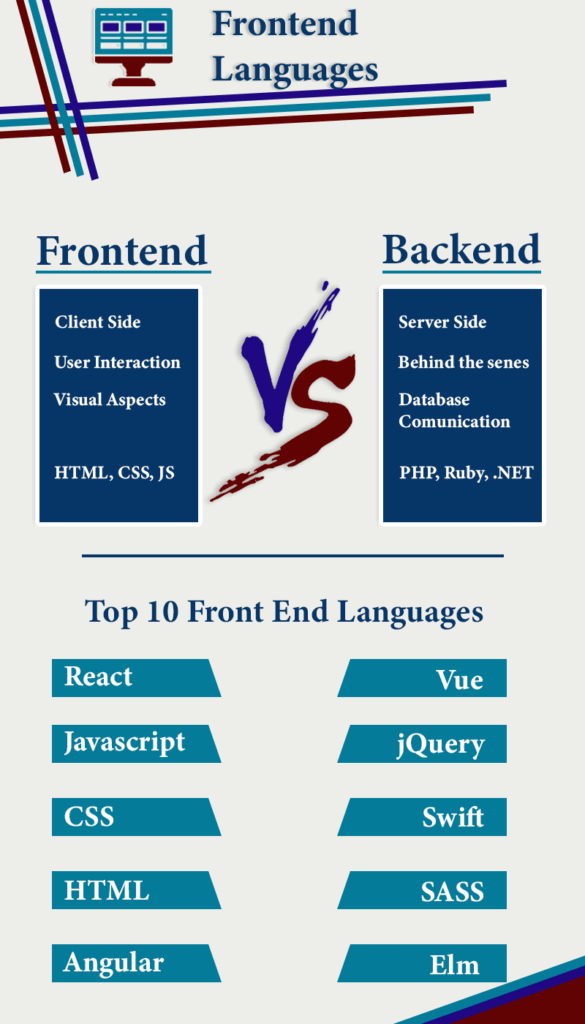 Frontend
Languages
Frontend
Client Side
User Interaction
Visual Aspects
HTML, CSS, JS
VS
Backend
Server Side
Behind the senes
Database
Comunication
PHP, Ruby, .NET
Top 10 Front End Languages
React
Vue
Javascript
jQuery
CSS
Swift
HTML
SASS
Angular
Elm